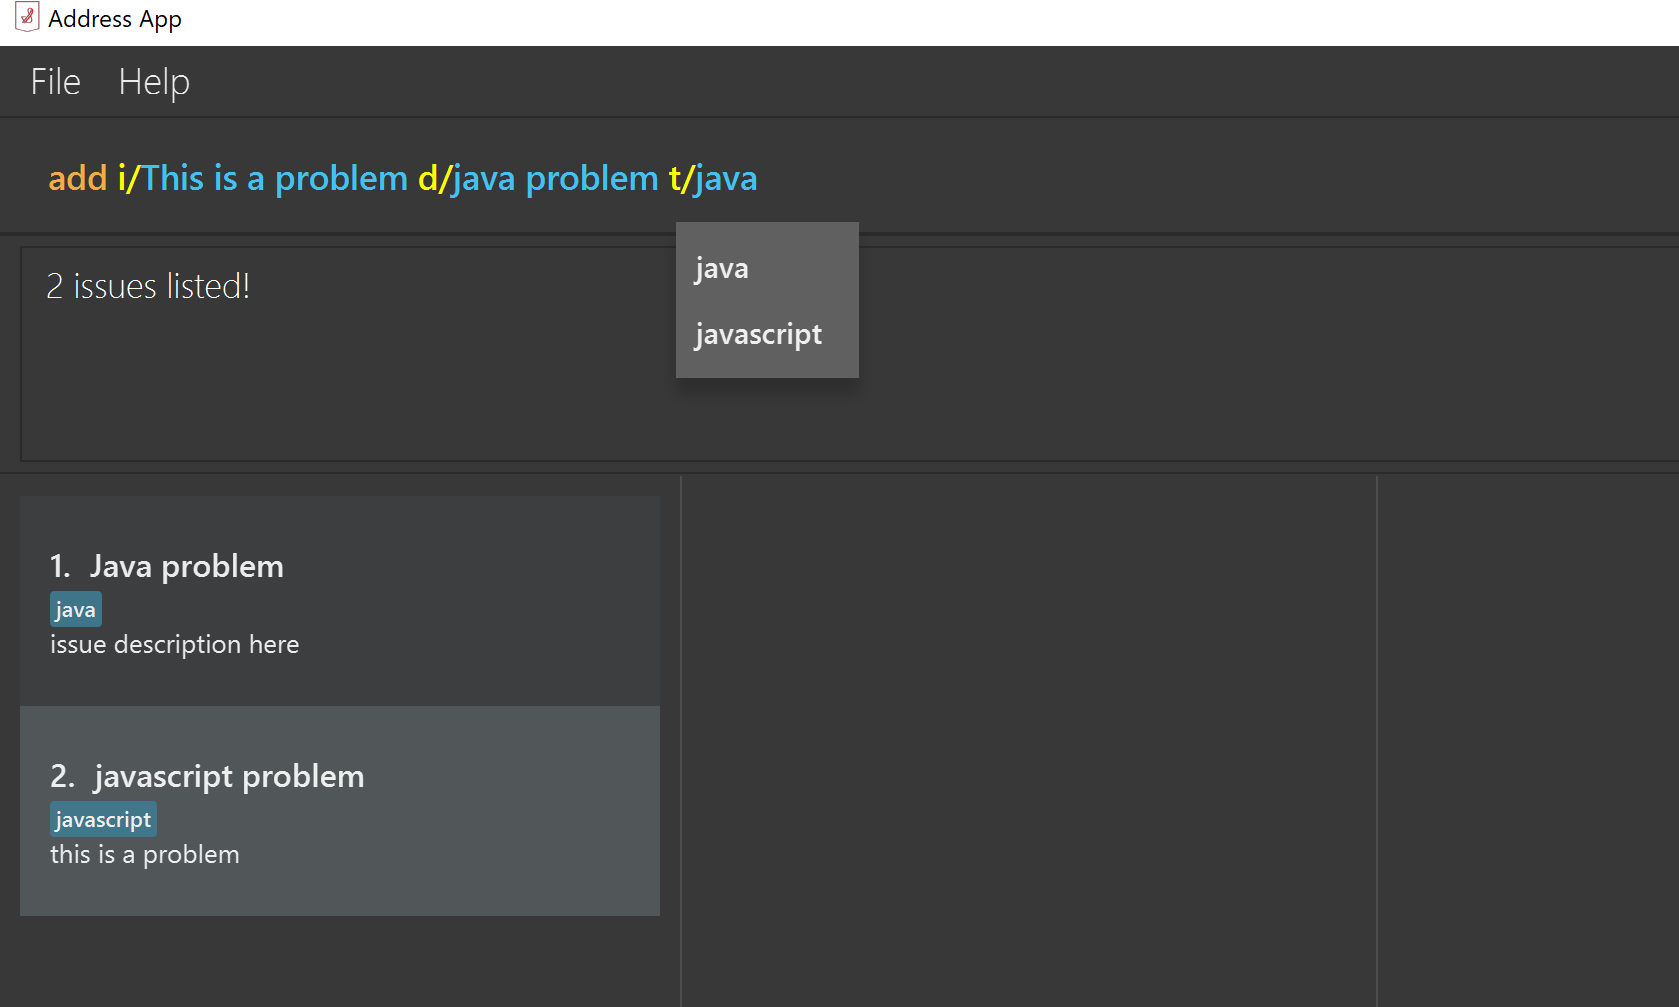 Address App
File Help
add i/This is a problem d/java problem t/java
java
javascript
2 issues listed!
1. Java problem
java
issue description here
2. javascript problem
javascript
this is a problem